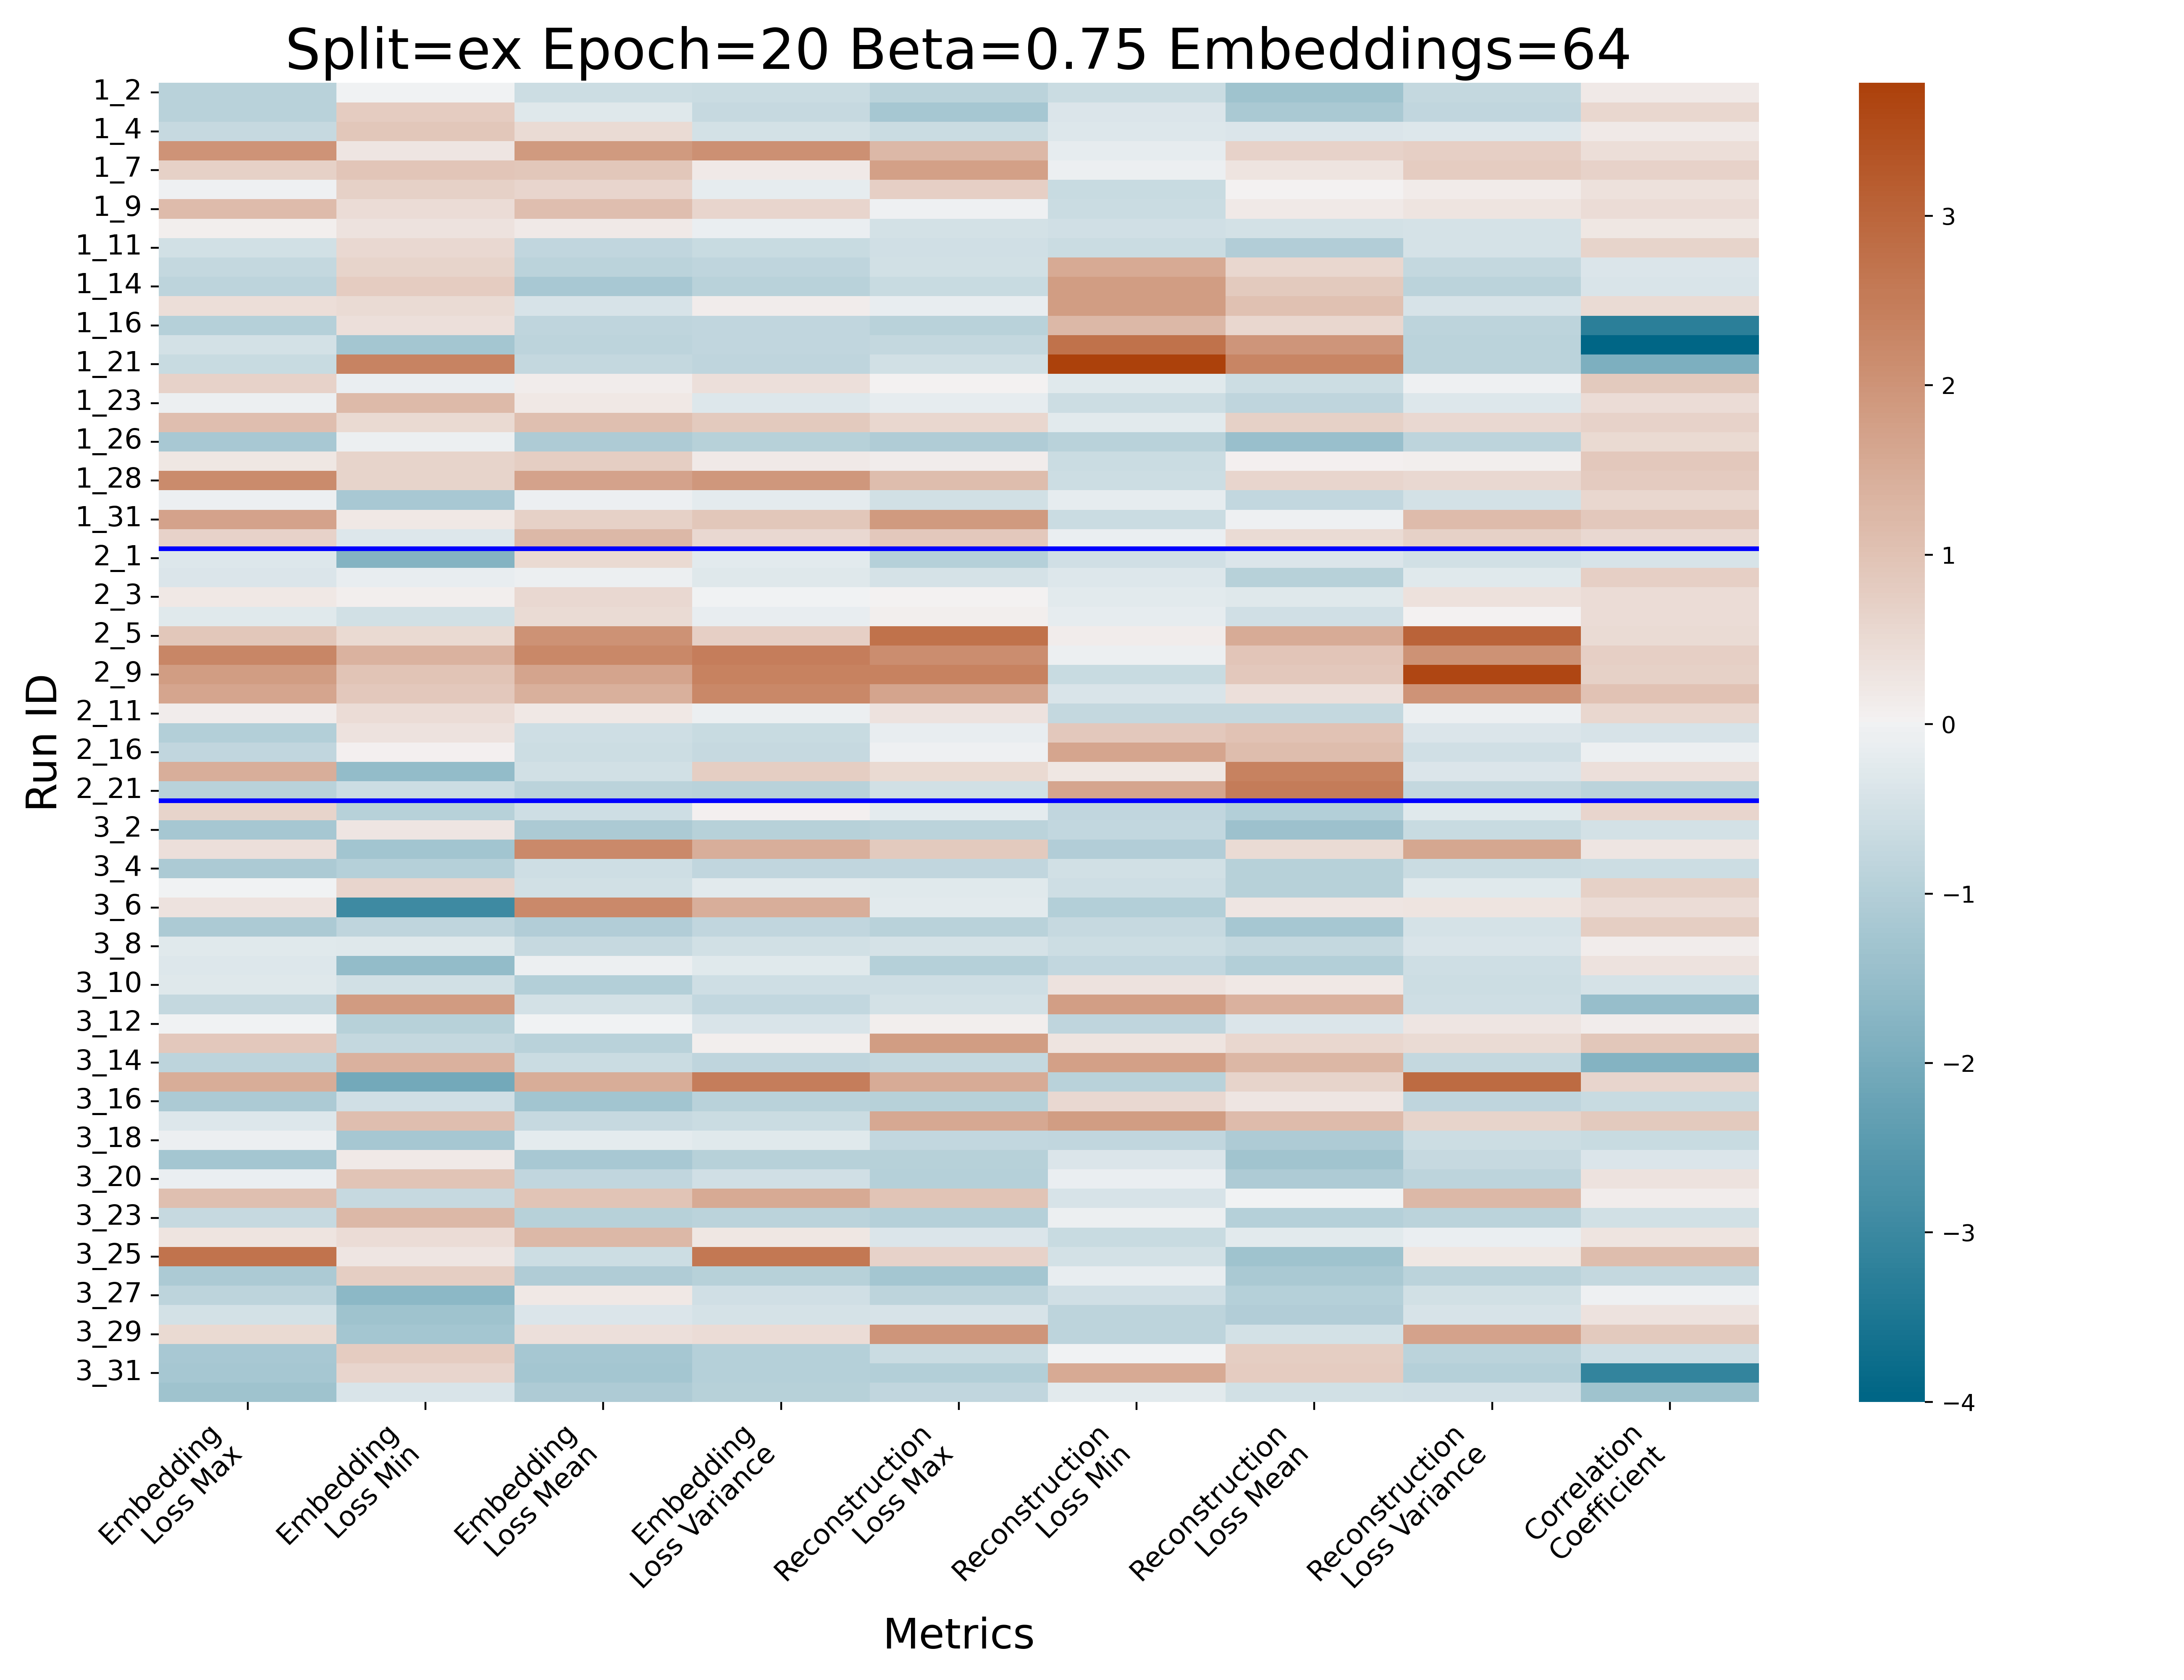 Split=ex Epoch=20 Beta=0.75 Embeddings=64
Run ID
1_2
1_4
1_7
1_9
1_11
1_14
1_16
1_21
1_23
1_26
1_28
1_31
2_1
2_3
2_5
2_9
2_11
2_16
2_21
3_2
3_4
3_6
3_8
3_10
3_12
3_14
3_16
3_18
3_20
3_23
3_25
3_27
3_29
3_31
Embedding
Loss Max
Embedding
Loss Min
Embedding
Loss Mean
Embedding
Loss Variance
Reconstruction
Loss Max
Reconstruction
Loss Min
Reconstruction
Loss Mean
Reconstruction
Loss Variance
Correlation
Coefficient
Metrics
3
2
1
0
−1
−2
−3
−4